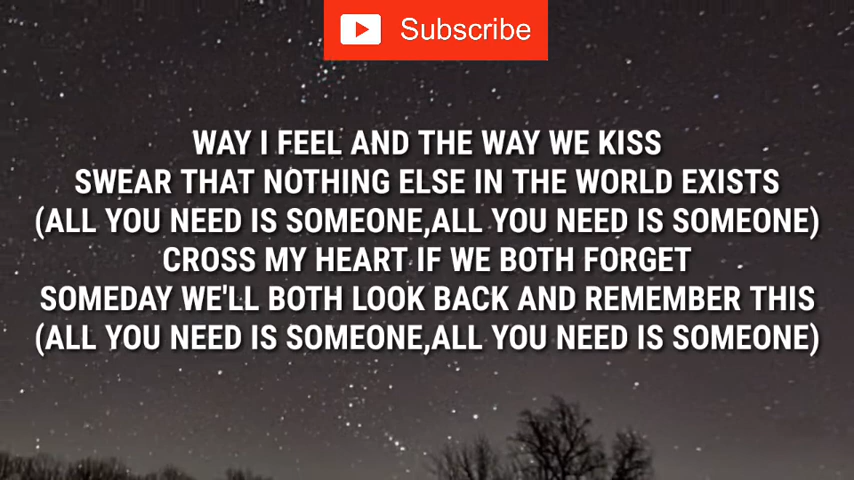 Subscribe
WAY I FEEL AND THE WAY WE KISS
SWEAR THAT NOTHING ELSE IN THE WORLD EXISTS
(ALL YOU NEED IS SOMEONE,ALL YOU NEED IS SOMEONE)
CROSS MY HEART IF WE BOTH FORGET
SOMEDAY WE'LL BOTH LOOK BACK AND REMEMBER THIS
(ALL YOU NEED IS SOMEONE,ALL YOU NEED IS SOMEONE)